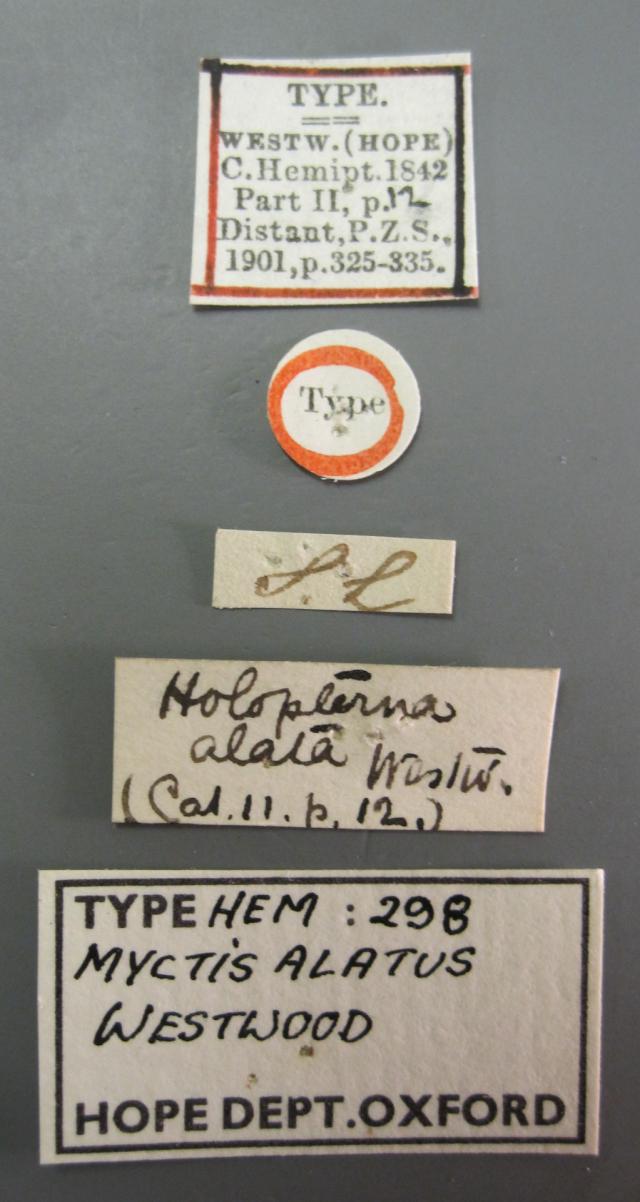 TYPE.
WESTW. (HOPE)
C. Hemipt. 1842
Part II, p. 12
Distant, P.Z.S.,
1901, p. 325-335.
Type
S. L
Holopterna
alata Westw.
(Cat. 11. p. 12.)
TYPE HEM : 298
MYCTIS ALATUS
WESTWOOD
HOPE DEPT. OXFORD